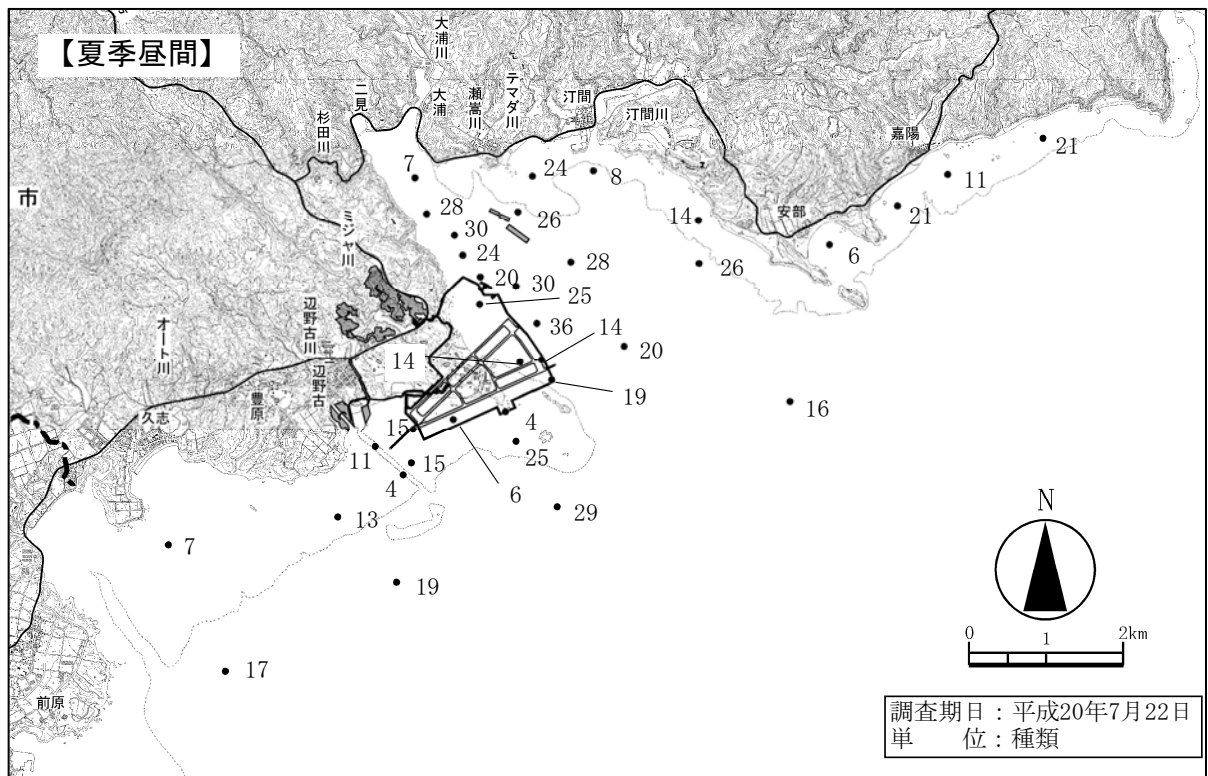 【夏季昼間】
大浦川
二見
杉田川
大浦
瀬嵩川
テマダ川
汀間
汀間川
嘉陽
安部
市
ミジャ川
辺野古川
オート川
辺野古
豊原
久志
前原
21
11
21
6
7
24
8
28
26
14
30
24
28
26
20
30
25
36
14
14
20
19
16
15
4
25
11
15
4
6
29
13
7
19
17
N
0
1
2km
調査期日：平成20年7月22日
単　　位：種類